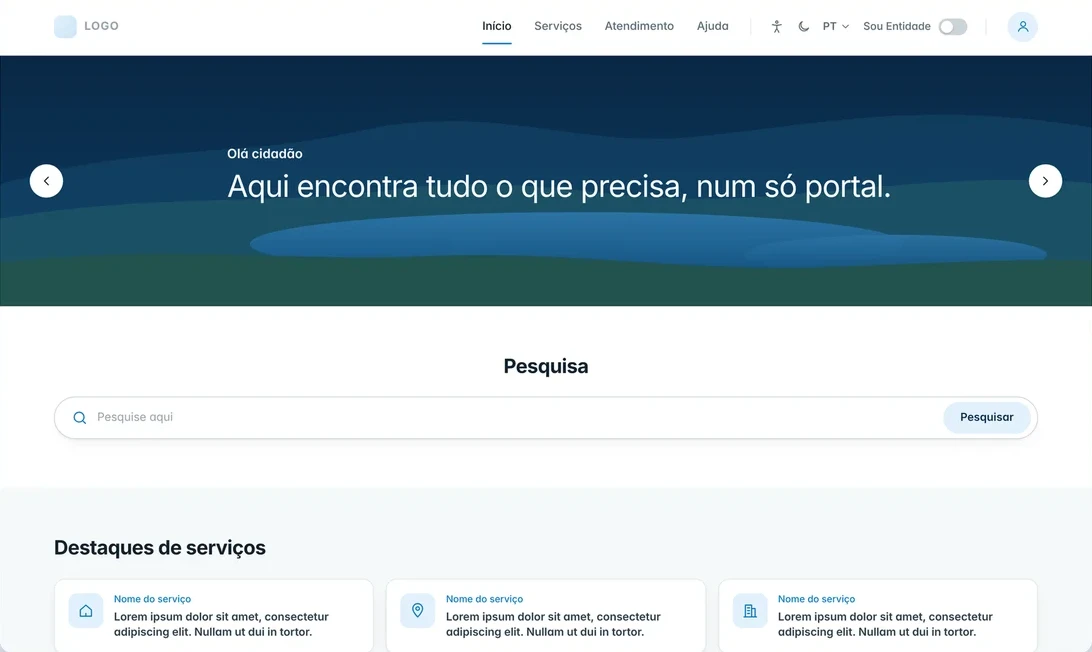 LOGO
Início
Serviços
Atendimento
Ajuda
PT
Sou Entidade
Olá cidadão
Aqui encontra tudo o que precisa, num só portal.
Pesquisa
Pesquise aqui
Pesquisar
Destaques de serviços
Nome do serviço
Lorem ipsum dolor sit amet, consectetur
adipiscing elit. Nullam ut dui in tortor.
Nome do serviço
Lorem ipsum dolor sit amet, consectetur
adipiscing elit. Nullam ut dui in tortor.
Nome do serviço
Lorem ipsum dolor sit amet, consectetur
adipiscing elit. Nullam ut dui in tortor.